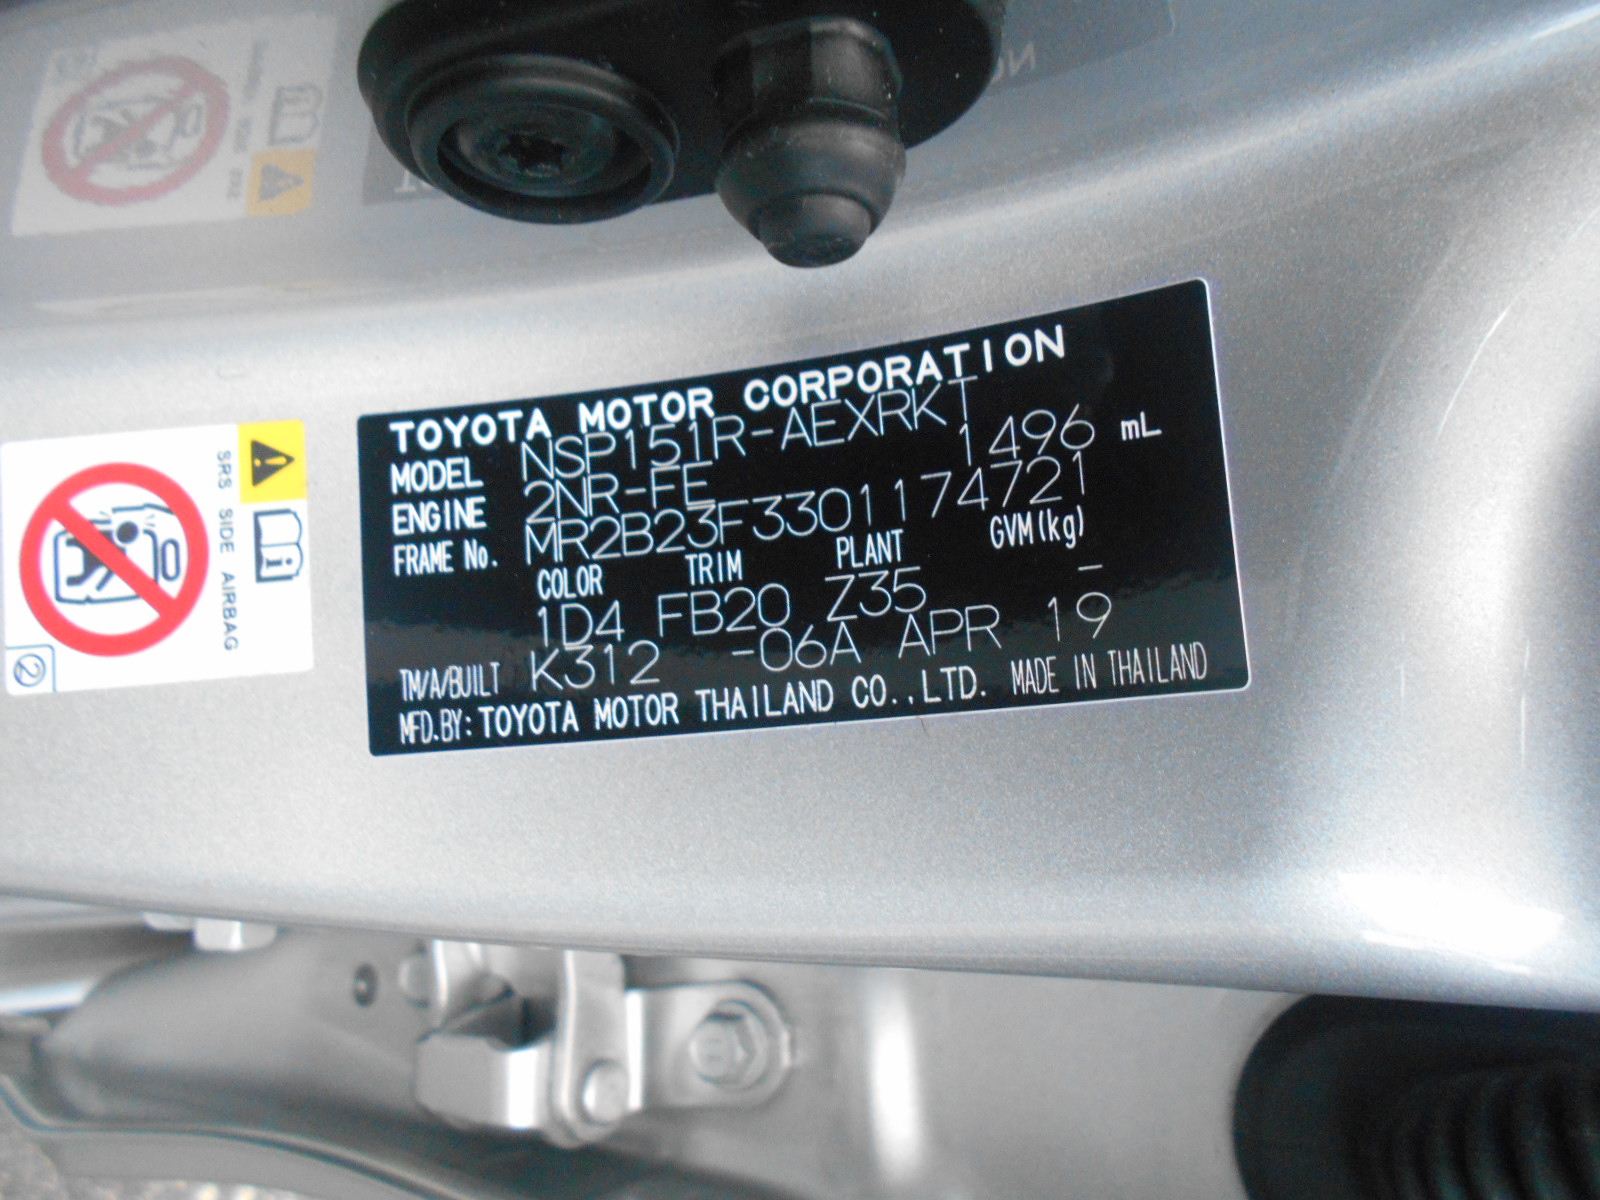 TOYOTA MOTOR CORPORATION
MODEL NSP151R-AEXRKT
ENGINE 2NR-FE 1496 mL
FRAME No. MR2B23F3301174721
COLOR TRIM PLANT GVM(kg)
1D4 FB20 Z35 -
TM/A/BUILT K312 -06A APR 19
MFD.BY: TOYOTA MOTOR THAILAND CO.,LTD. MADE IN THAILAND
SRS SIDE AIRBAG
2